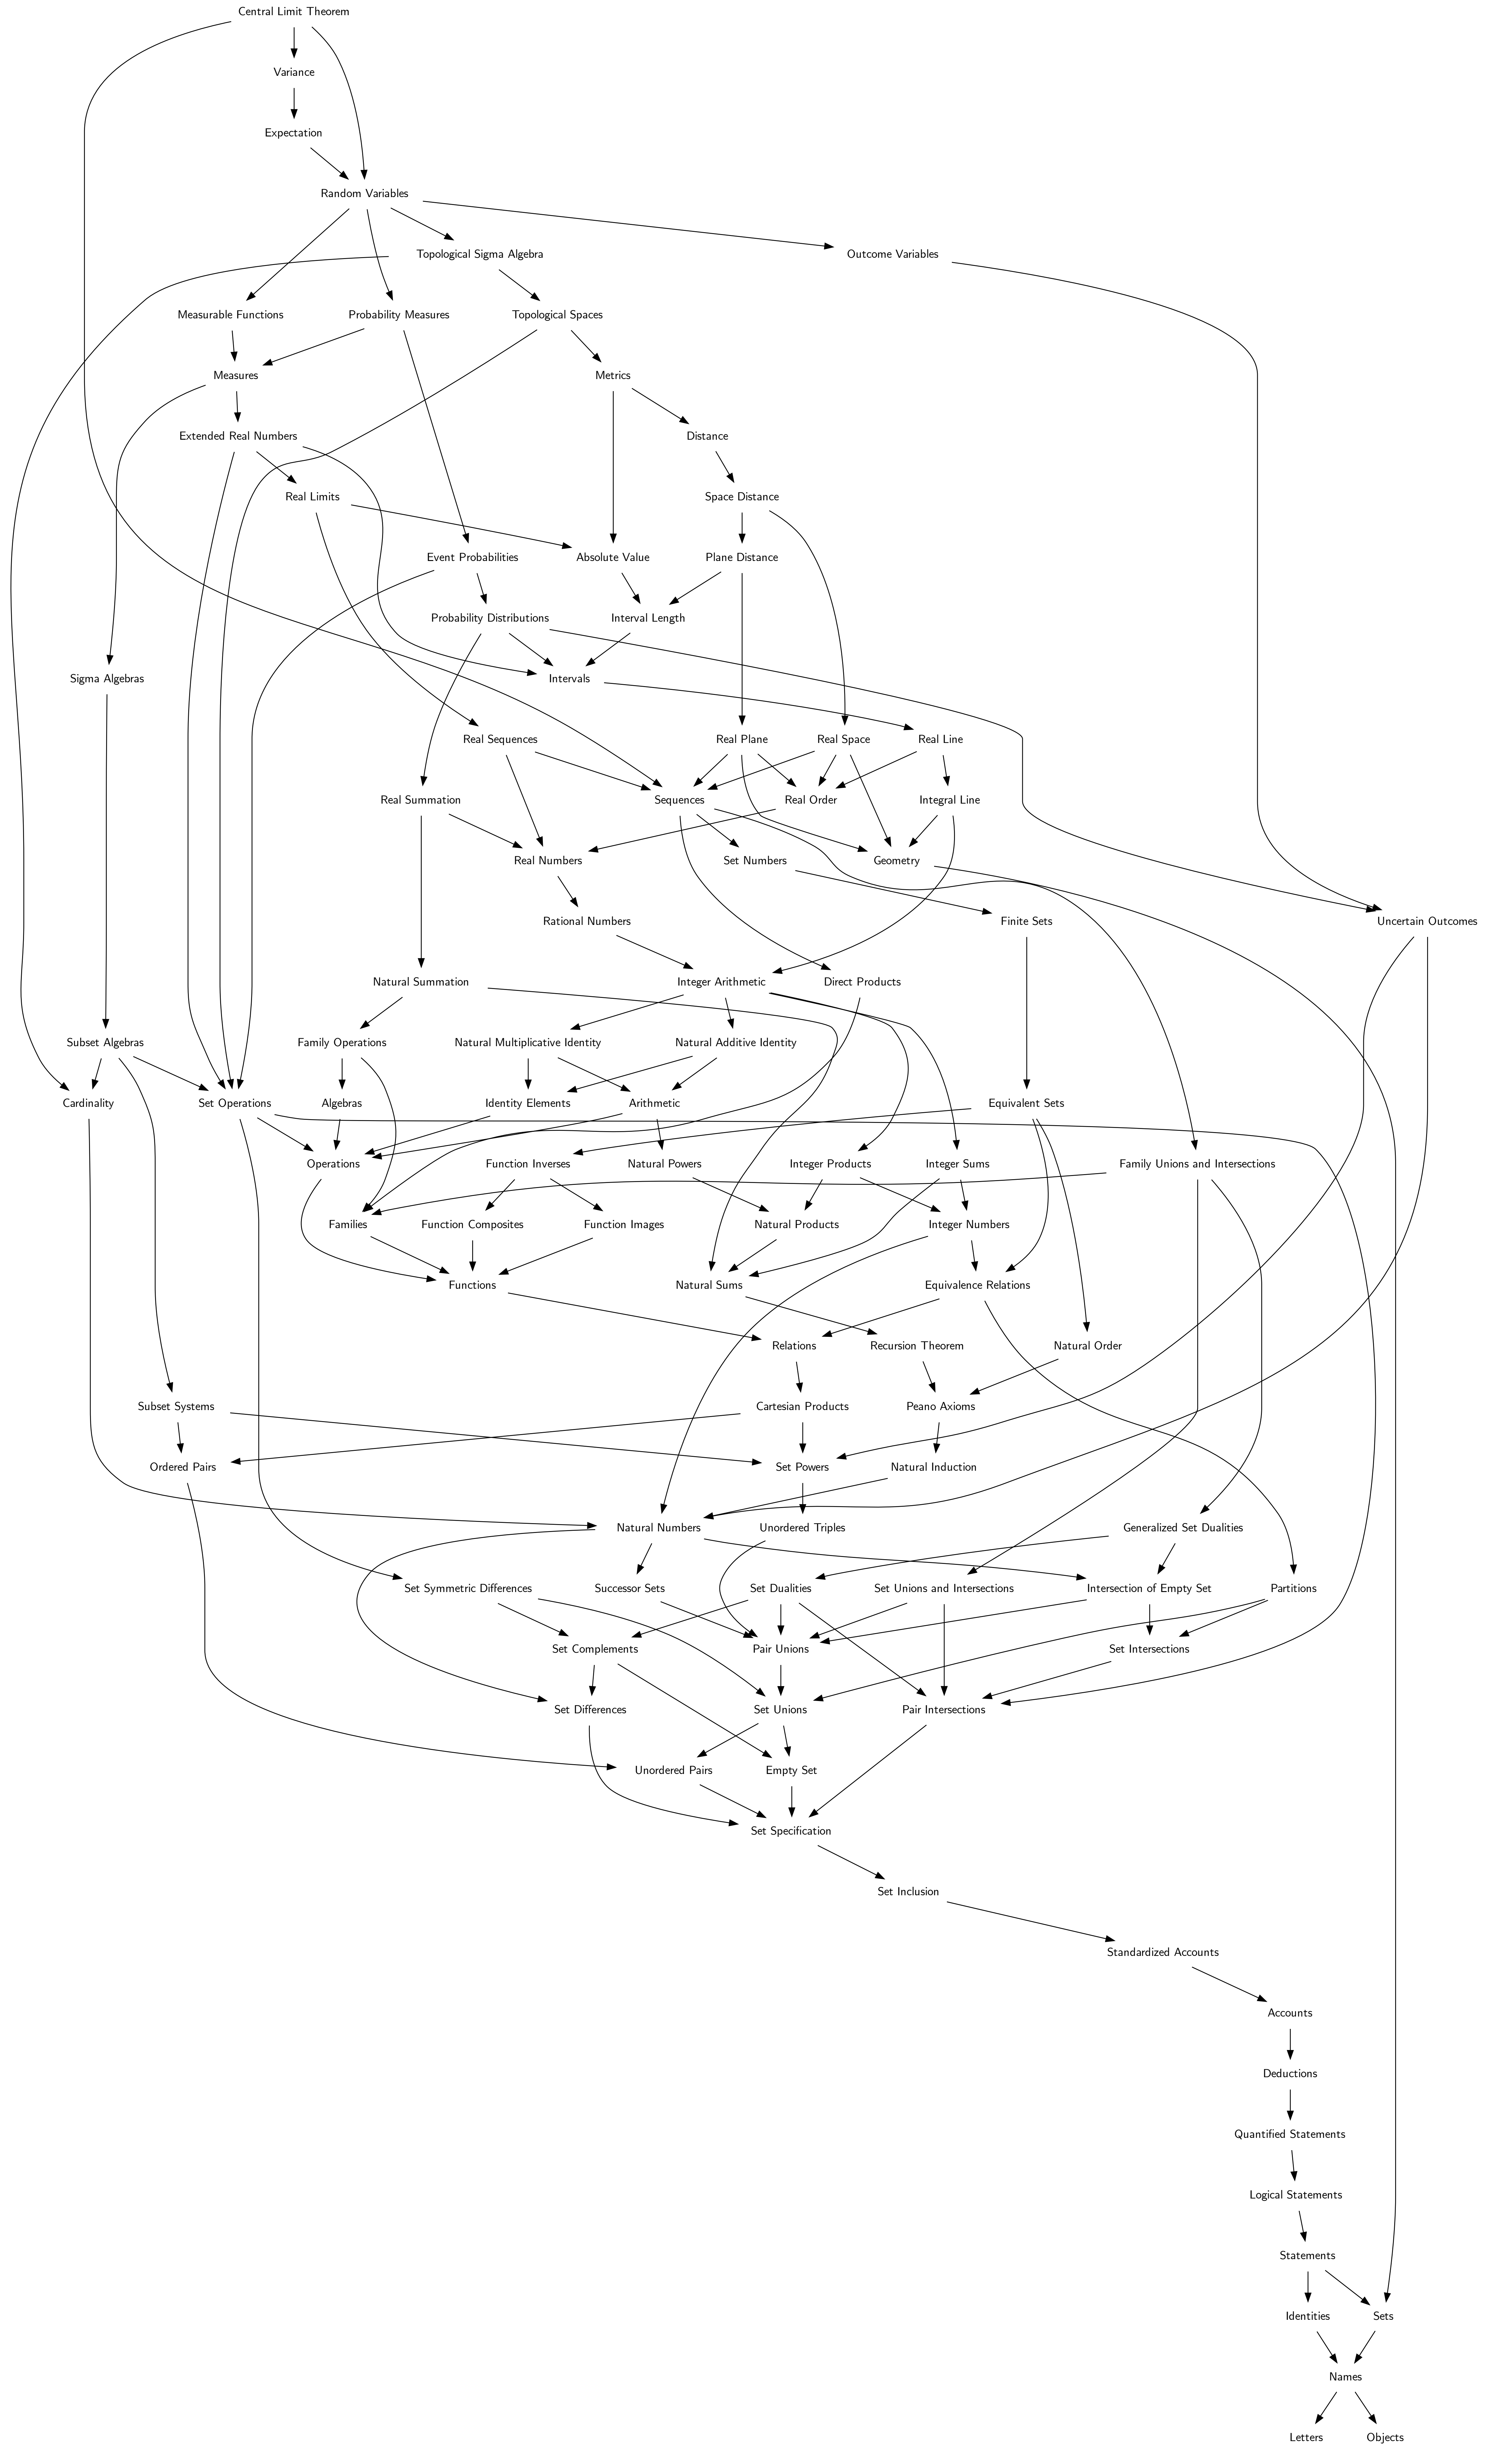 Central Limit Theorem
Variance
Expectation
Random Variables
Topological Sigma Algebra
Outcome Variables
Measurable Functions
Probability Measures
Topological Spaces
Measures
Metrics
Extended Real Numbers
Distance
Real Limits
Space Distance
Event Probabilities
Absolute Value
Plane Distance
Probability Distributions
Interval Length
Sigma Algebras
Intervals
Real Sequences
Real Plane
Real Space
Real Line
Real Summation
Sequences
Real Order
Integral Line
Real Numbers
Set Numbers
Geometry
Rational Numbers
Finite Sets
Uncertain Outcomes
Natural Summation
Integer Arithmetic
Direct Products
Subset Algebras
Family Operations
Natural Multiplicative Identity
Natural Additive Identity
Cardinality
Set Operations
Algebras
Identity Elements
Arithmetic
Equivalent Sets
Operations
Function Inverses
Natural Powers
Integer Products
Integer Sums
Family Unions and Intersections
Families
Function Composites
Function Images
Natural Products
Integer Numbers
Functions
Natural Sums
Equivalence Relations
Relations
Recursion Theorem
Natural Order
Subset Systems
Cartesian Products
Peano Axioms
Ordered Pairs
Set Powers
Natural Induction
Natural Numbers
Unordered Triples
Generalized Set Dualities
Set Symmetric Differences
Successor Sets
Set Dualities
Set Unions and Intersections
Intersection of Empty Set
Partitions
Set Complements
Pair Unions
Set Intersections
Set Differences
Set Unions
Pair Intersections
Unordered Pairs
Empty Set
Set Specification
Set Inclusion
Standardized Accounts
Accounts
Deductions
Quantified Statements
Logical Statements
Statements
Identities
Sets
Names
Letters
Objects